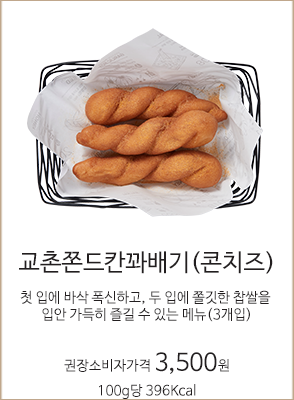 교촌쫀드칸꽈배기(콘치즈)
첫 입에 바삭 폭신하고, 두 입에 쫄깃한 찹쌀을
입안 가득히 즐길 수 있는 메뉴(3개입)
권장소비자가격 3,500원
100g당 396Kcal